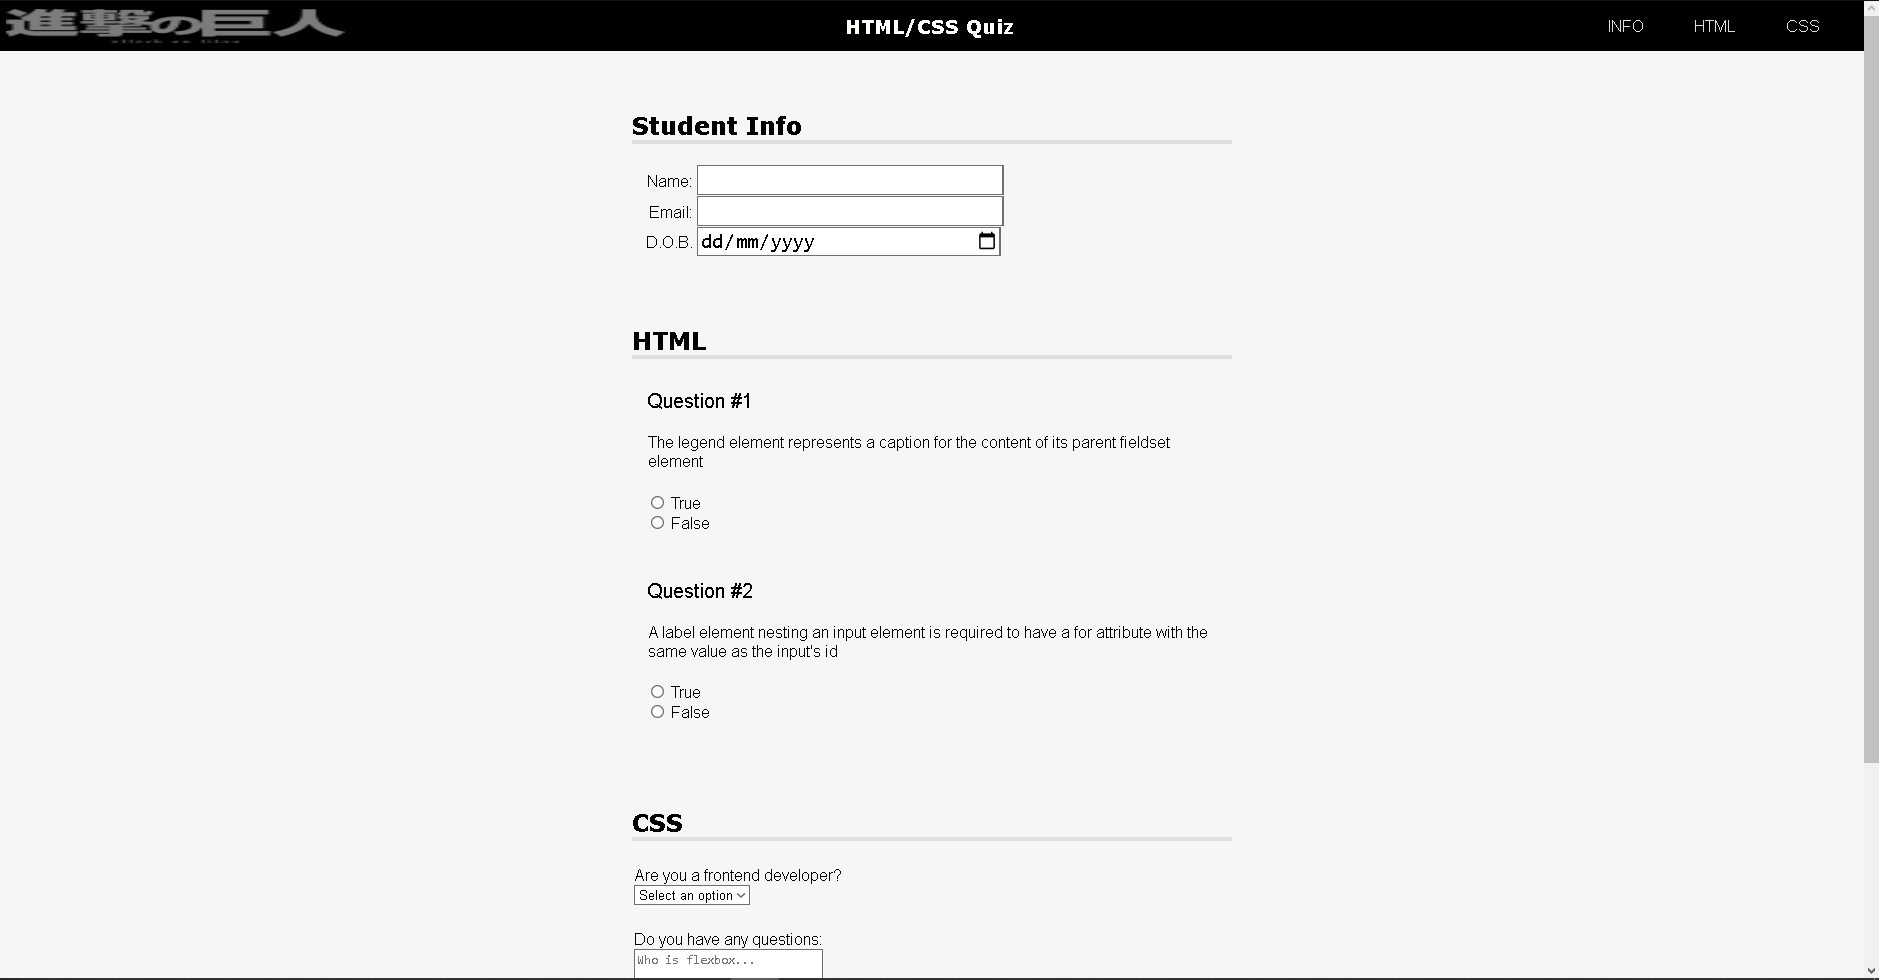 進撃の巨人
HTML/CSS Quiz
INFO
HTML
CSS
Student Info
Name:
Email:
D.O.B.
dd/mm/yyyy
HTML
Question #1
The legend element represents a caption for the content of its parent fieldset
element
True
False
Question #2
A label element nesting an input element is required to have a for attribute with the
same value as the input's id
True
False
CSS
Are you a frontend developer?
Select an option
Do you have any questions:
Who is flexbox...